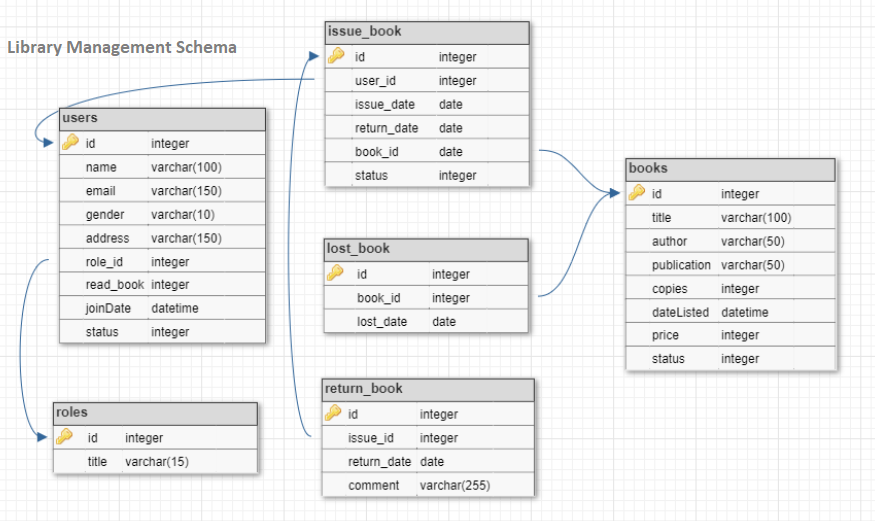 Library Management Schema
issue_book
id integer
user_id integer
issue_date date
return_date date
book_id date
status integer
users
id integer
name varchar(100)
email varchar(150)
gender varchar(10)
address varchar(150)
role_id integer
read_book integer
joinDate datetime
status integer
books
id integer
title varchar(100)
author varchar(50)
publication varchar(50)
copies integer
dateListed datetime
price integer
status integer
lost_book
id integer
book_id integer
lost_date date
return_book
id integer
issue_id integer
return_date date
comment varchar(255)
roles
id integer
title varchar(15)